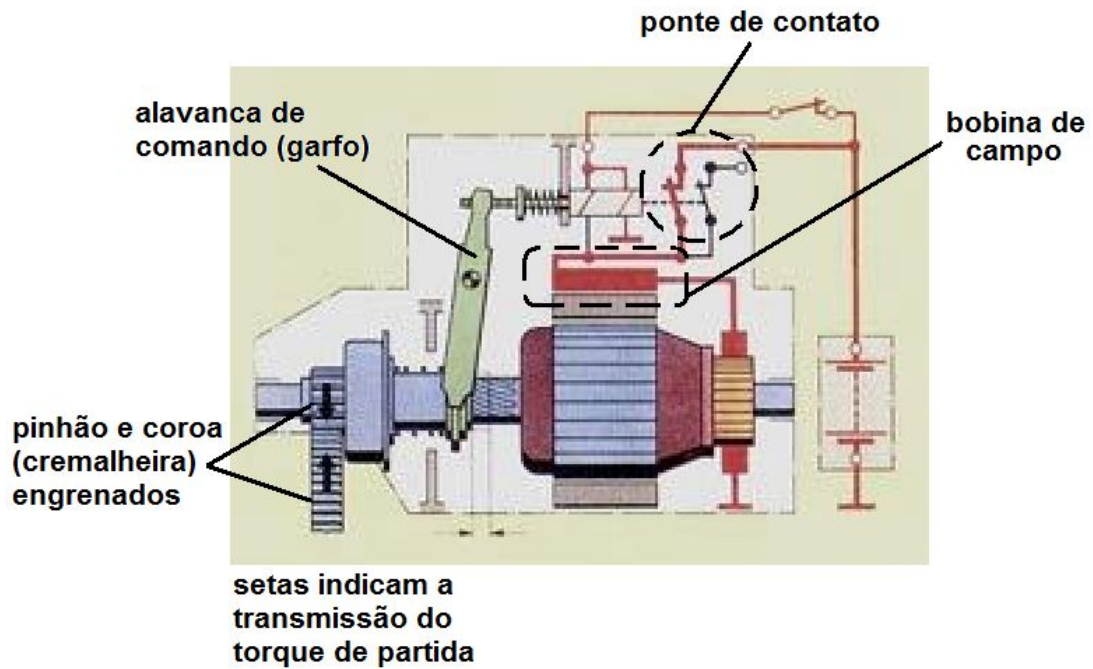 ponte de contato
alavanca de
comando (garfo)
bobina de
campo
pinhão e coroa
(cremalheira)
engrenados
setas indicam a
transmissão do
torque de partida